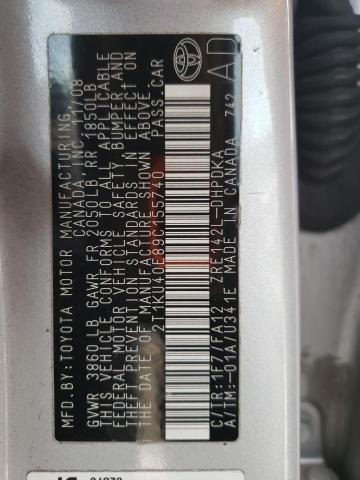 MFD.BY:TOYOTA MOTOR MANUFACTURING,
CANADA, INC. 11/08
GVWR 3860LB GAWR FR 2050LB,RR 1850LB
THIS VEHICLE CONFORMS TO ALL APPLICABLE
FEDERAL MOTOR VEHICLE SAFETY, BUMPER,AND
THEFT PREVENTION STANDARDS IN EFFECT ON
THE DATE OF MANUFACTURE SHOWN ABOVE.
2T1KU40E89C155740 PASS.CAR
C/TR:1F7/FA12 ZRE142L-DHPDKA
A/TM:-01A/U341E MADE IN CANADA 742
AD